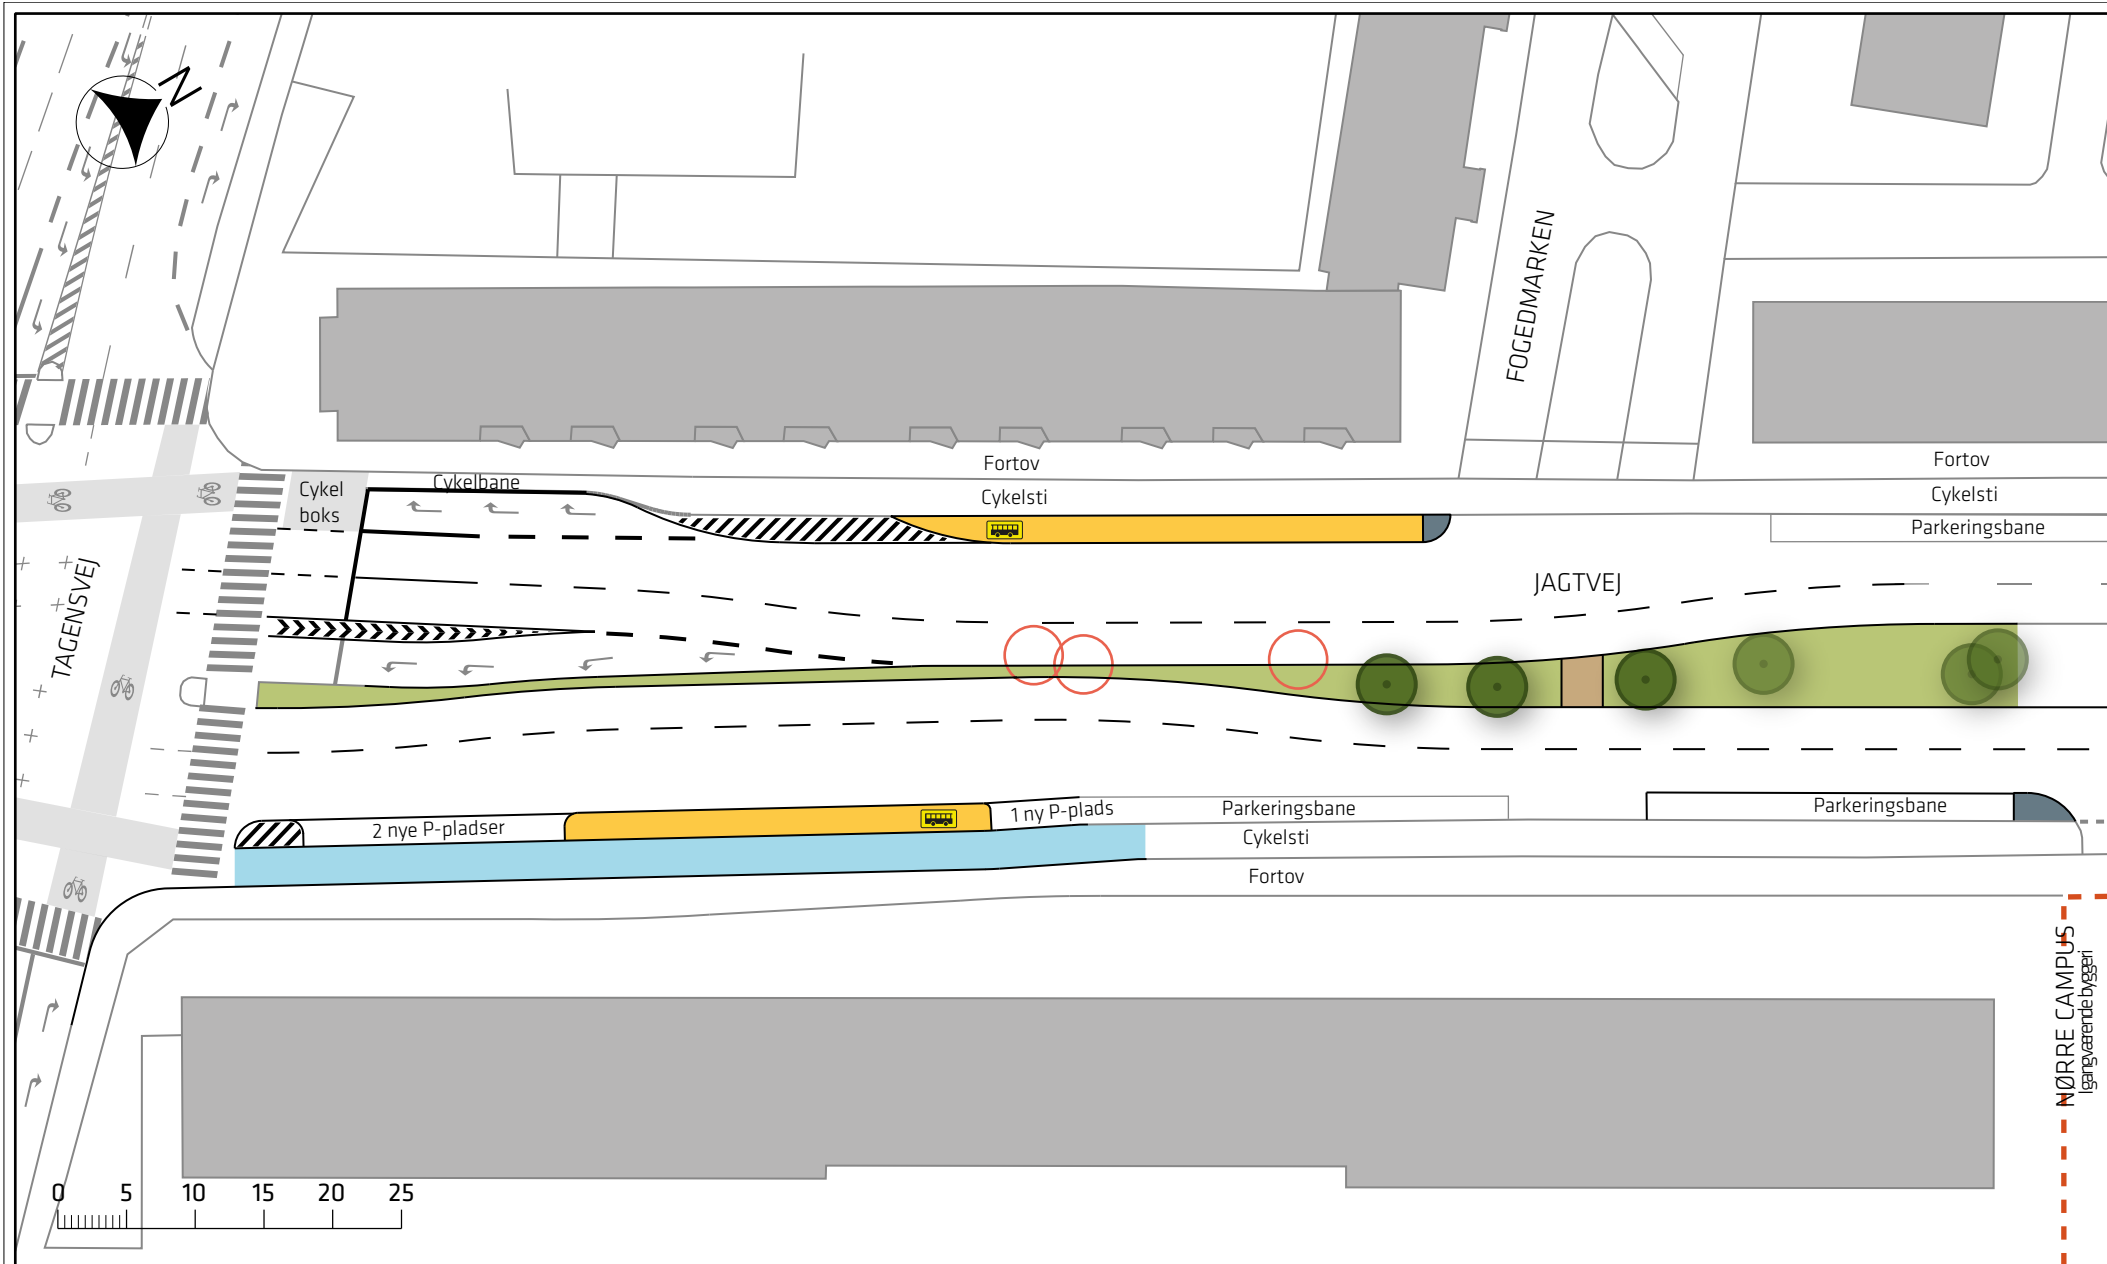 N
FOGEDMARKEN
Fortov
Fortov
Cykelbane
Cykel
boks
Cykelsti
Cykelsti
Parkeringsbane
TAGENSVEJ
JAGTVEJ
2 nye P-pladser
1 ny P-plads
Parkeringsbane
Parkeringsbane
Cykelsti
Fortov
NØRRE CAMPUS
Igangværende byggeri
0 5 10 15 20 25